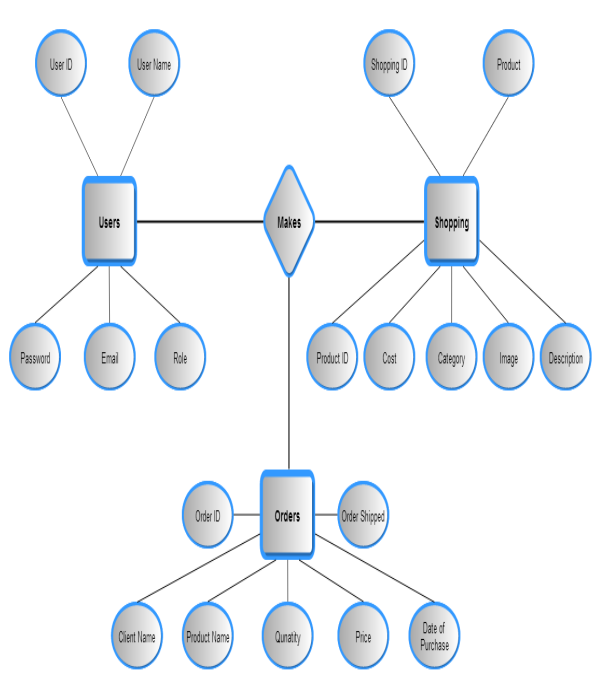 User ID
User Name
Shopping ID
Product
Users
Makes
Shopping
Password
Email
Role
Product ID
Cost
Category
Image
Description
Order ID
Orders
Order Shipped
Client Name
Product Name
Qunatity
Price
Date of
Purchase